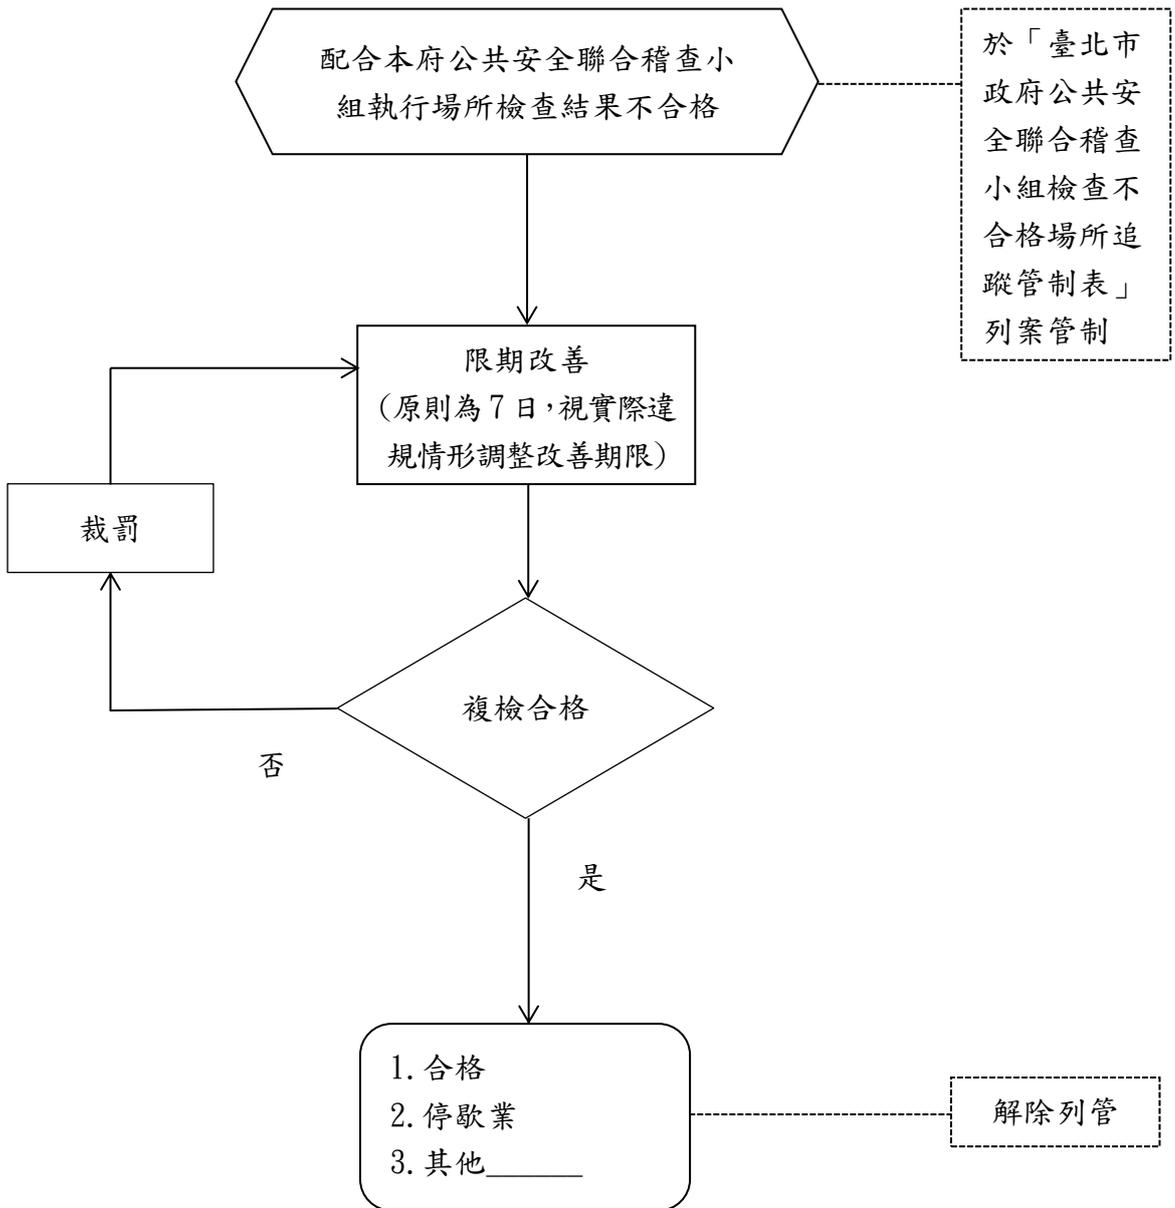 配合本府公共安全聯合稽查小
組執行場所檢查結果不合格
於「臺北市
政府公共安
全聯合稽查
小組檢查不
合格場所追
蹤管制表」
列案管制
限期改善
(原則為7日,視實際違
規情形調整改善期限)
裁罰
複檢合格
否
是
1.合格
2.停歇業
3.其他______
解除列管